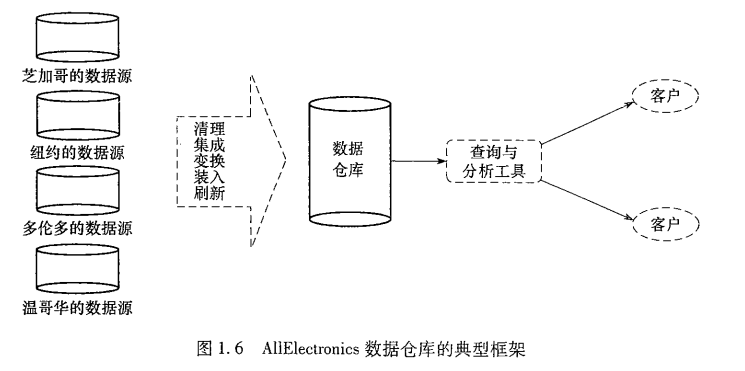 芝加哥的数据源
纽约的数据源
多伦多的数据源
温哥华的数据源
清理
集成
变换
装入
刷新
数据
仓库
查询与
分析工具
客户
客户
图 1.6 AllElectronics 数据仓库的典型框架